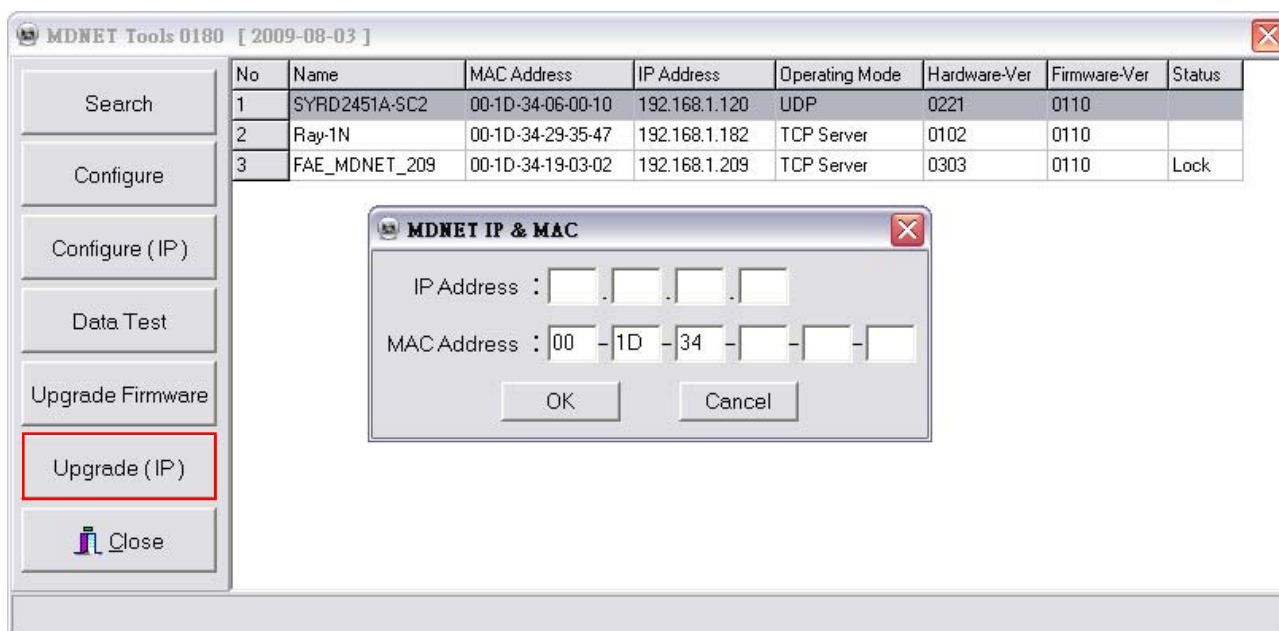 MDNET Tools 0180 [ 2009-08-03 ]
Search
Configure
Configure ( IP )
Data Test
Upgrade Firmware
Upgrade ( IP )
Close
No Name MAC Address IP Address Operating Mode Hardware-Ver Firmware-Ver Status
1 SYRD2451A-SC2 00-1D-34-06-00-10 192.168.1.120 UDP 0221 0110
2 Ray-1N 00-1D-34-29-35-47 192.168.1.182 TCP Server 0102 0110
3 FAE_MDNET_209 00-1D-34-19-03-02 192.168.1.209 TCP Server 0303 0110 Lock
MDNET IP & MAC
IP Address : . . .
MAC Address : 00 - 1D - 34 - - -
OK Cancel